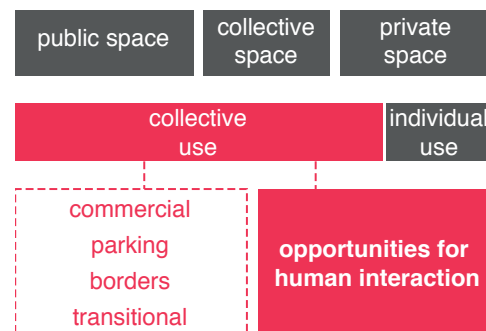 public space
collective
space
private
space
collective
use
individual
use
commercial
parking
borders
transitional
opportunities for
human interaction